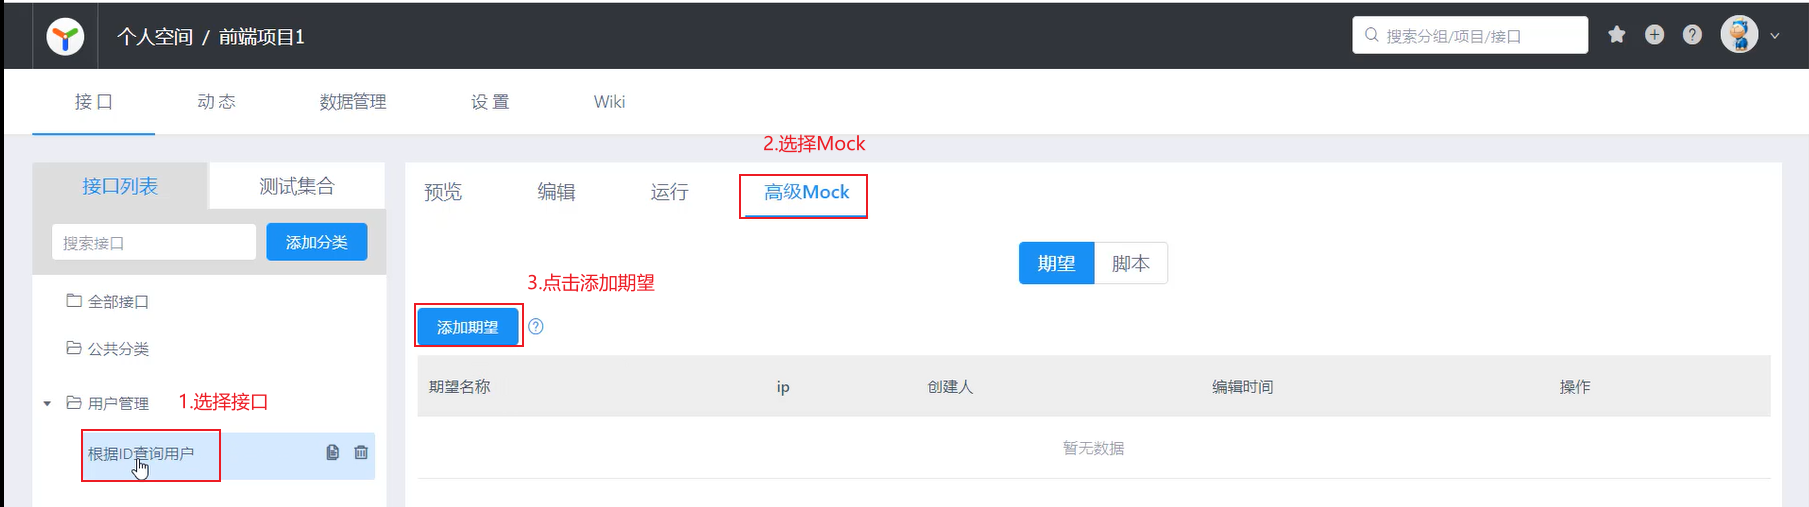 个人空间 / 前端项目1
搜索分组/项目/接口
接 口 动 态 数据管理 设 置 Wiki
2.选择Mock
接口列表 测试集合
预览 编辑 运行 高级Mock
搜索接口 添加分类
期望 脚本
3.点击添加期望
全部接口
添加期望
公共分类
期望名称 ip 创建人 编辑时间 操作
用户管理 1.选择接口
暂无数据
根据ID查询用户